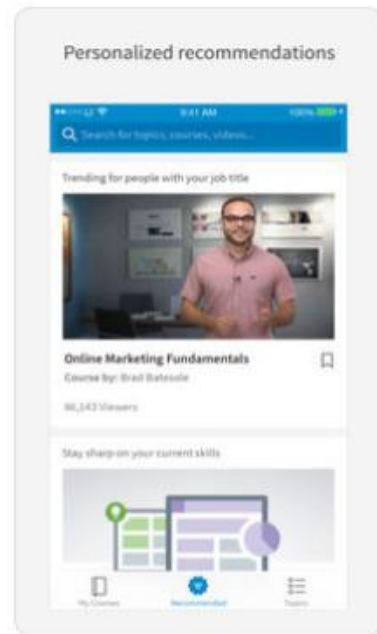 Personalized recommendations
9:41 AM 100%
Search for topics, courses, videos...
Trending for people with your job title
Online Marketing Fundamentals
Course by: Brad Batesole
Viewers
Stay sharp on your current skills
My Courses Recommended Topics